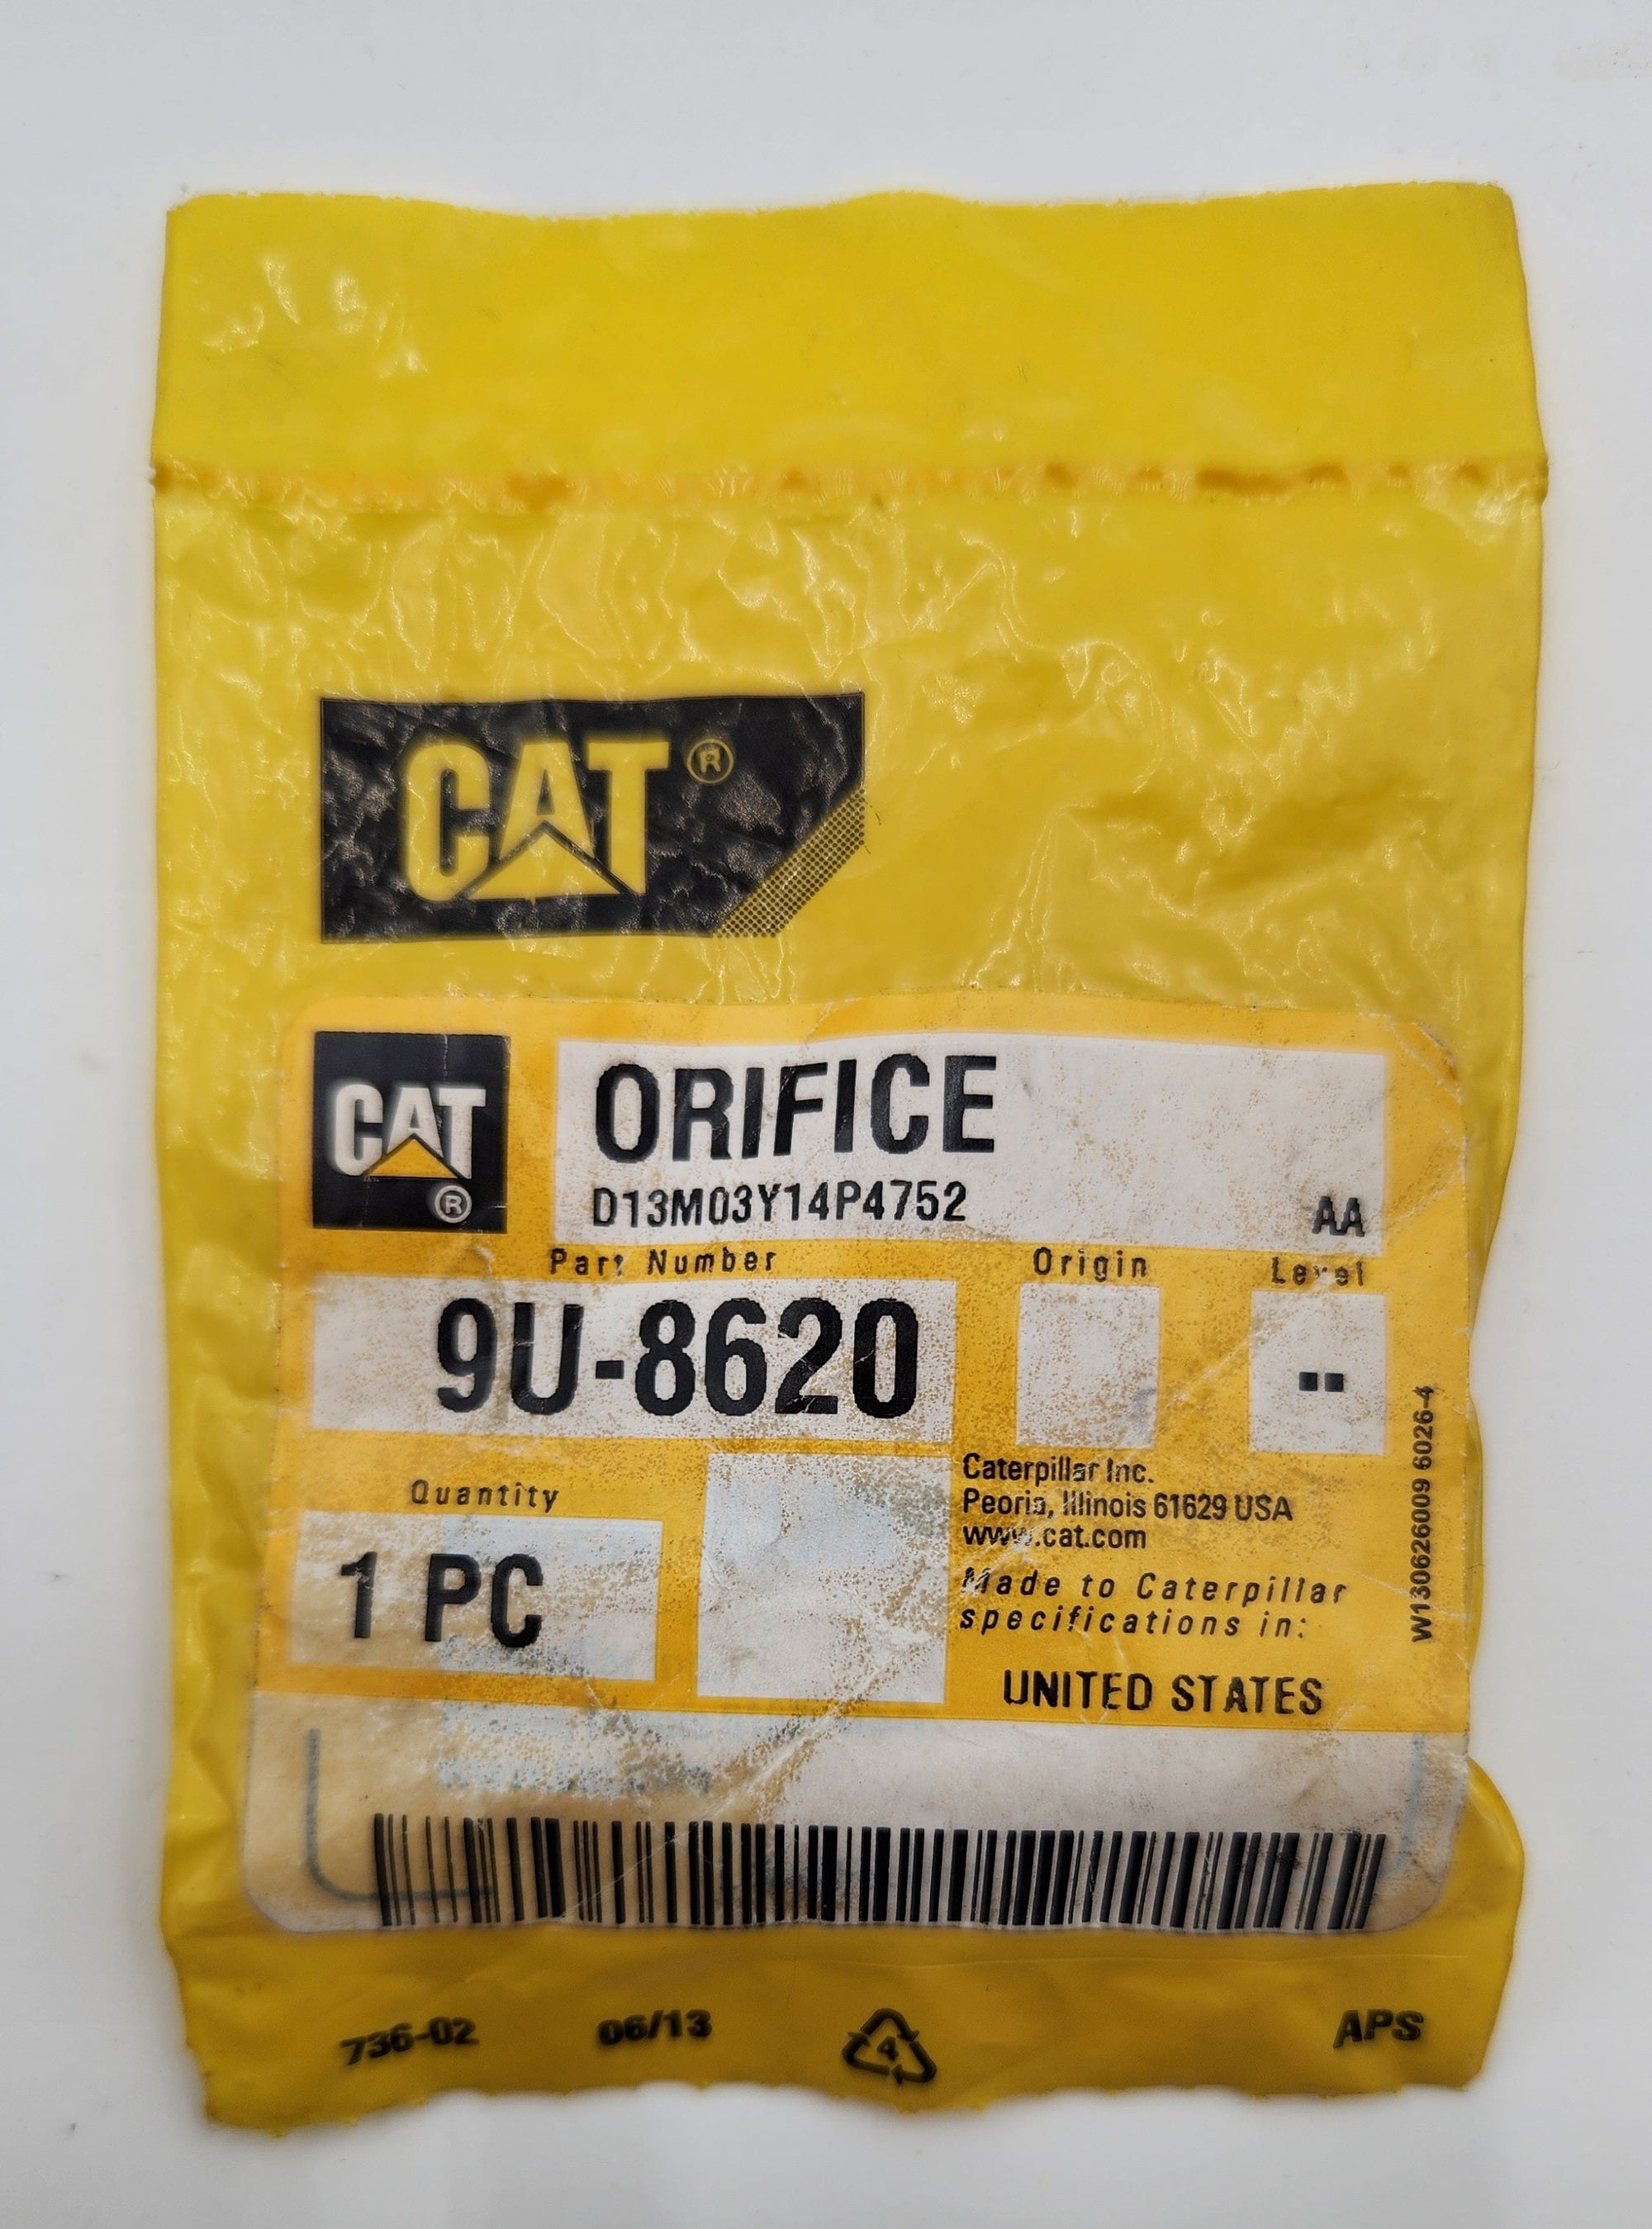 CAT®
CAT®
ORIFICE
D13M03Y14P4752 AA
Part Number Origin Level
9U-8620 --
Quantity
1 PC
Caterpillar Inc.
Peoria, Illinois 61629 USA
www.cat.com
Made to Caterpillar
specifications in:
UNITED STATES
W130626009 6026-4
736-02 06/13 4 APS